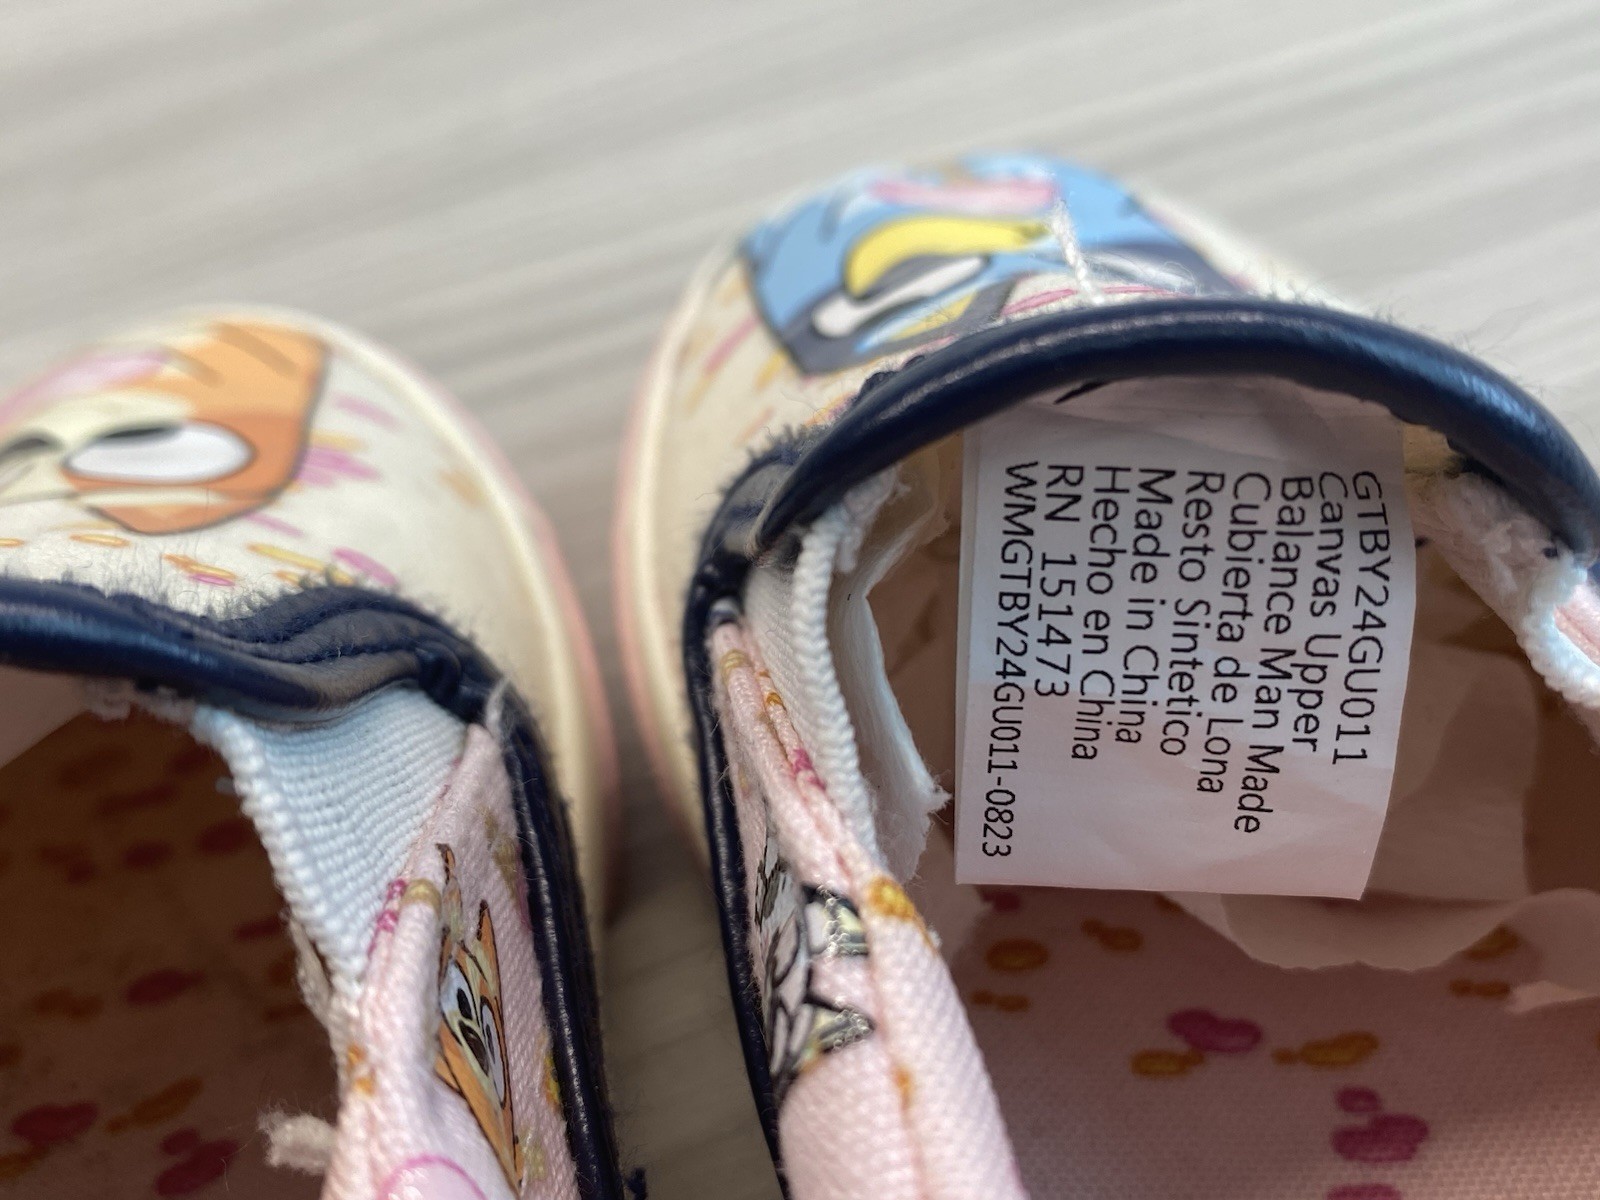 GTBY24GU011
Canvas Upper
Balance Man Made
Cubierta de Lona
Resto Sintetico
Made in China
Hecho en China
RN 151473
WMGTBY24GU011-0823